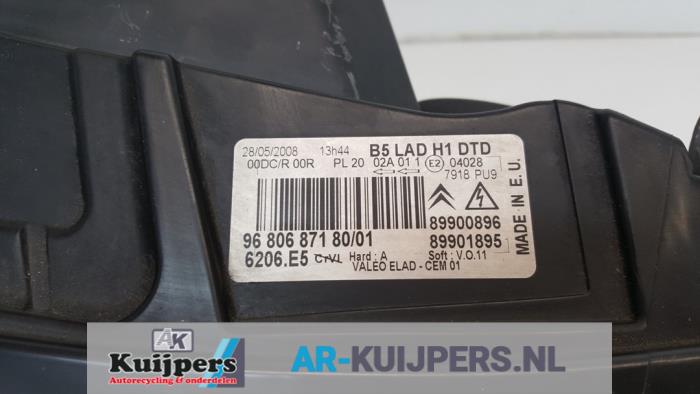 28/05/2008 13h44 B5 LAD H1 DTD
00DC/R 00R PL 20 02A 01 1 E2 04028
7918 PU9
89900896
96 806 871 80/01 89901895
6206.E5 Hard : A Soft : V.0.11
VALEO ELAD - CEM 01
MADE IN E.U.
AK
Kuijpers
Autorecycling & onderdelen
AR-KUIJPERS.NL